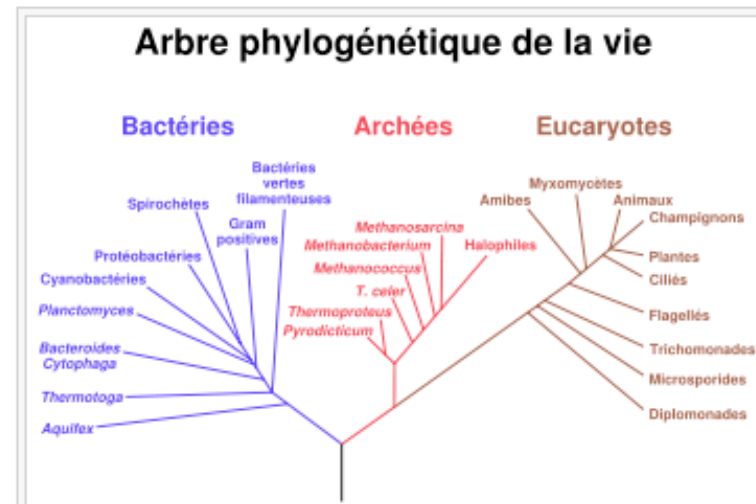 Arbre phylogénétique de la vie
Bactéries
Archées
Eucaryotes
Bactéries
vertes
filamenteuses
Spirochètes
Gram
positives
Protéobactéries
Cyanobactéries
Planctomyces
Bacteroides
Cytophaga
Thermotoga
Aquifex
Methanosarcina
Methanobacterium
Halophiles
Methanococcus
T. celer
Thermoproteus
Pyrodicticum
Myxomycètes
Amibes
Animaux
Champignons
Plantes
Ciliés
Flagellés
Trichomonades
Microsporides
Diplomonades